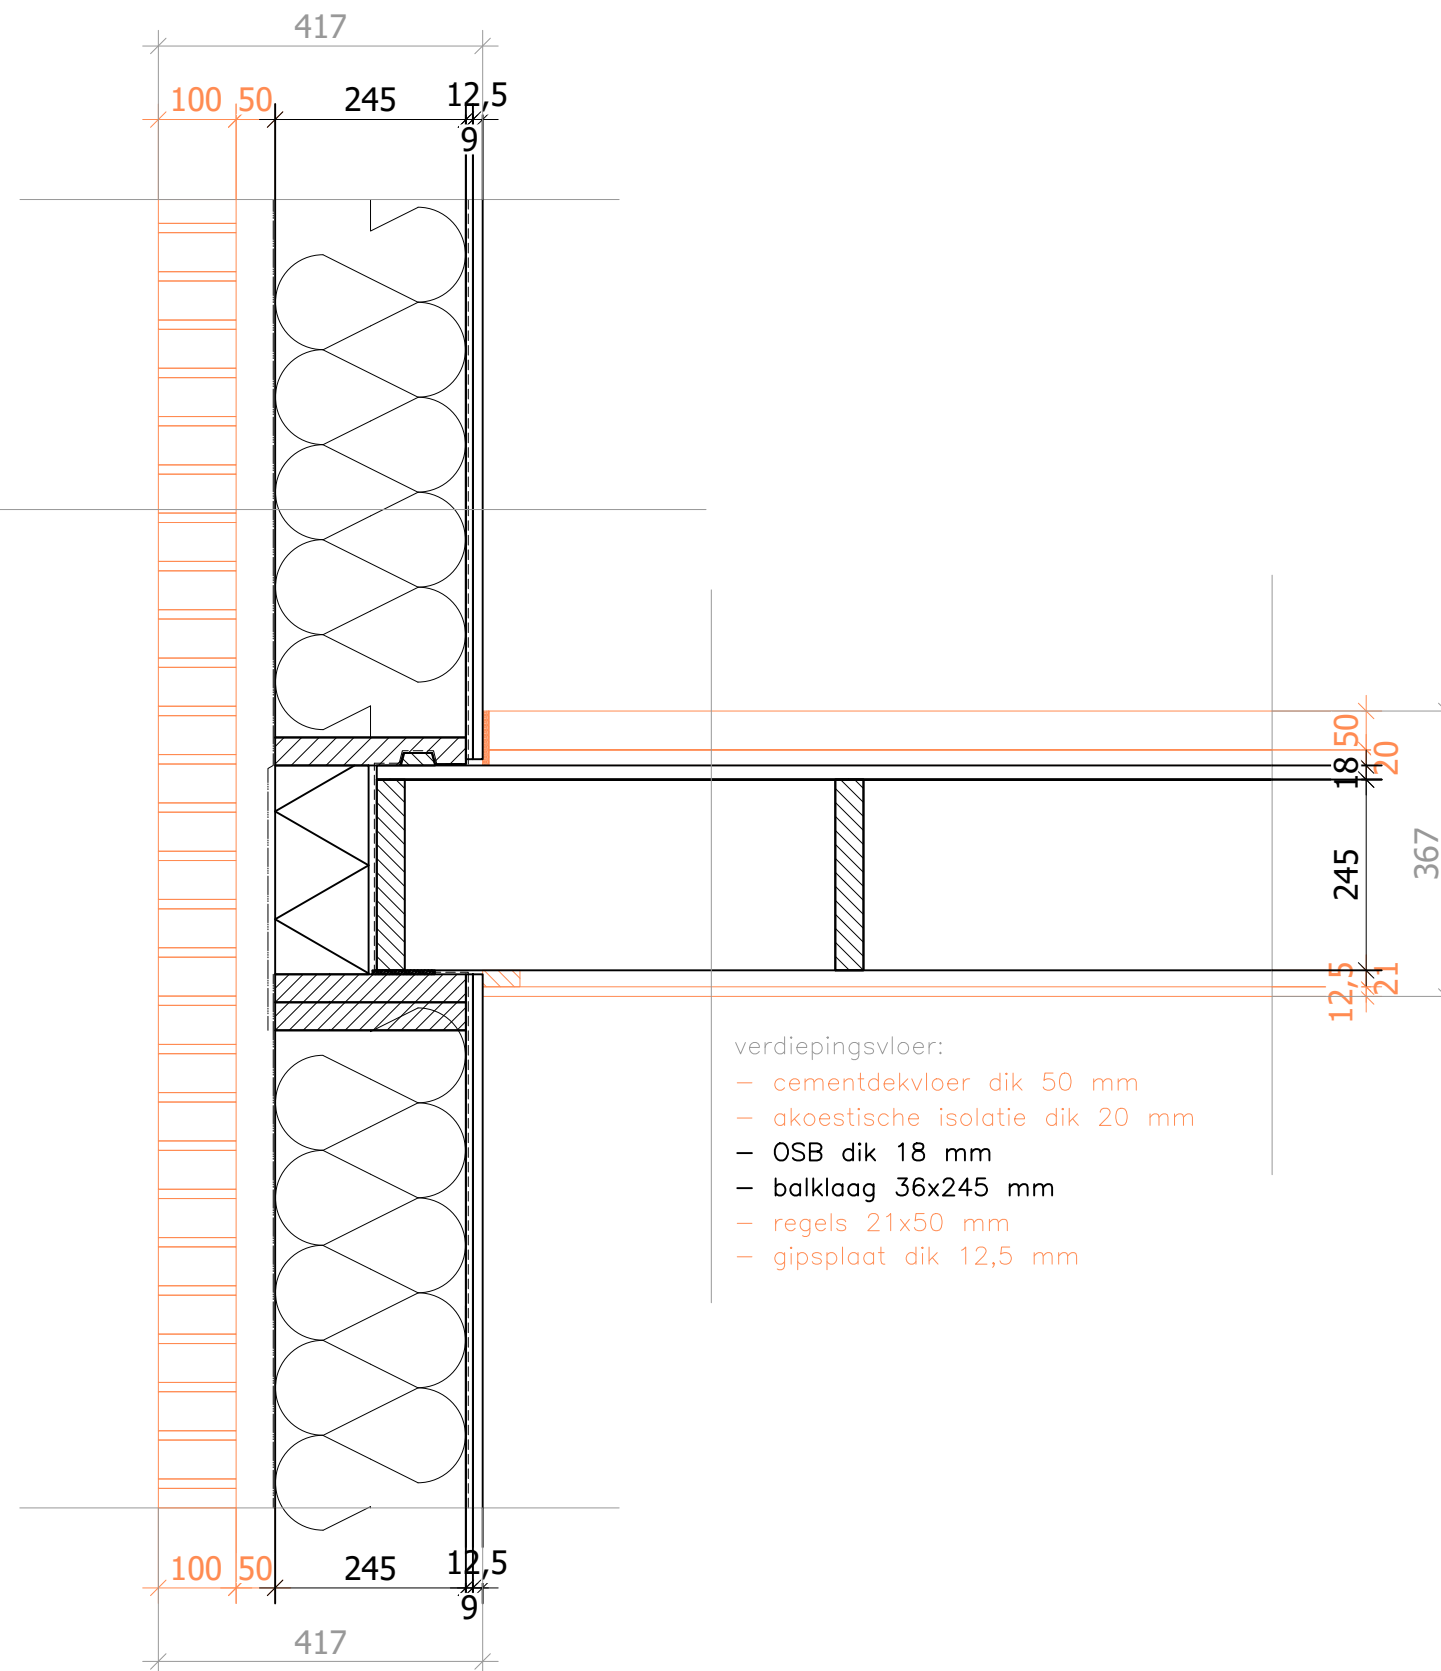 417
100 50 245 12,5
9
50
20
18
245
367
21
12,5
verdiepingsvloer:
- cementdekvloer dik 50 mm
- akoestische isolatie dik 20 mm
- OSB dik 18 mm
- balklaag 36x245 mm
- regels 21x50 mm
- gipsplaat dik 12,5 mm
100 50 245 12,5
9
417